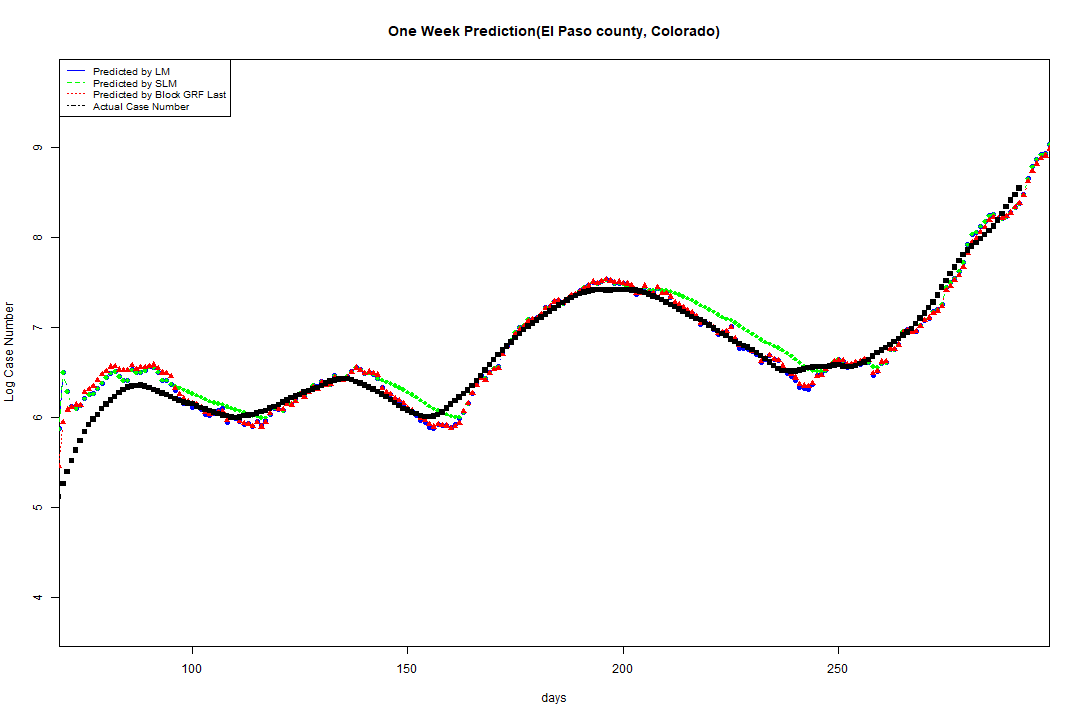 One Week Prediction(El Paso county, Colorado)
Predicted by LM
Predicted by SLM
Predicted by Block GRF Last
Actual Case Number
9
8
7
6
5
4
Log Case Number
100 150 200 250
days